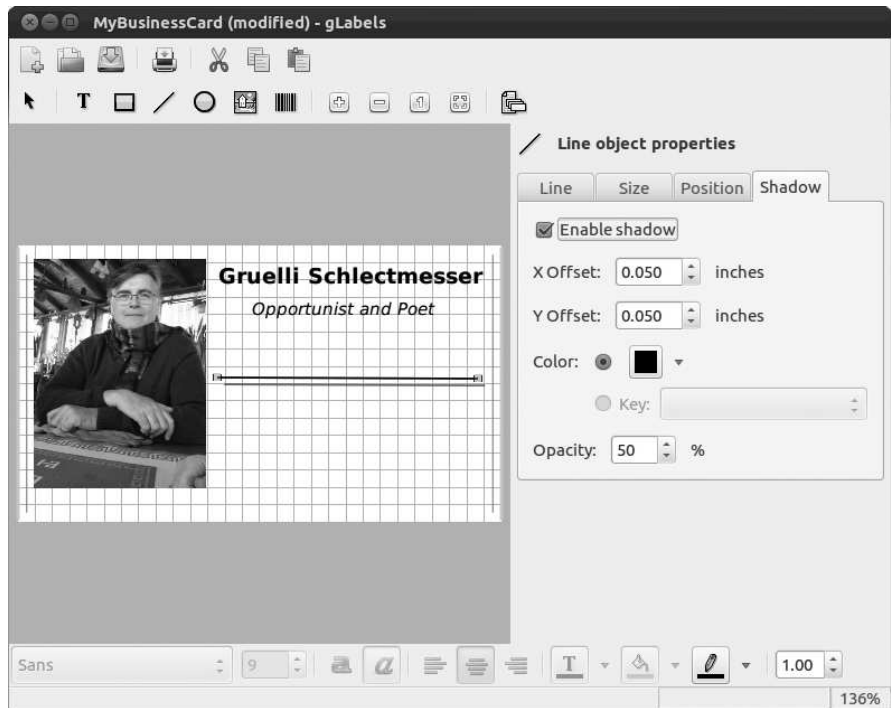 MyBusinessCard (modified) - gLabels
T
Line object properties
Line Size Position Shadow
Enable shadow
X Offset: 0.050 inches
Y Offset: 0.050 inches
Color:
Key:
Opacity: 50 %
Gruelli Schlectmesser
Opportunist and Poet
Sans 9 a a T 1.00
136%